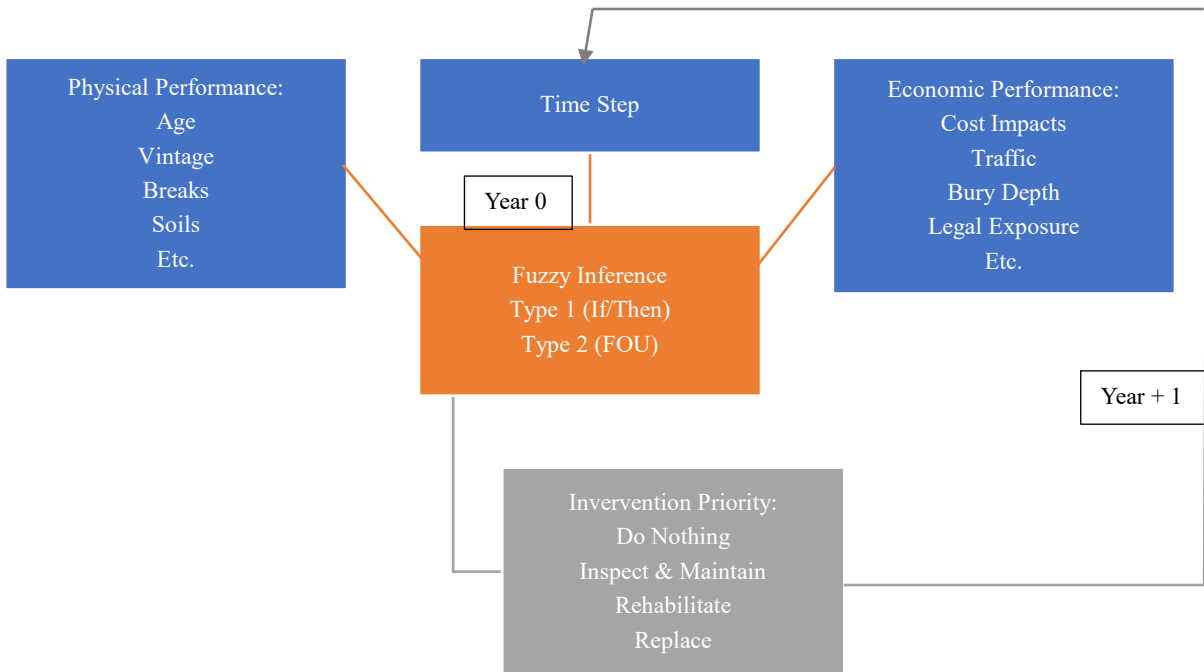 Physical Performance:
Age
Vintage
Breaks
Soils
Etc.
Time Step
Economic Performance:
Cost Impacts
Traffic
Bury Depth
Legal Exposure
Etc.
Year 0
Fuzzy Inference
Type 1 (If/Then)
Type 2 (FOU)
Year + 1
Invervention Priority:
Do Nothing
Inspect & Maintain
Rehabilitate
Replace